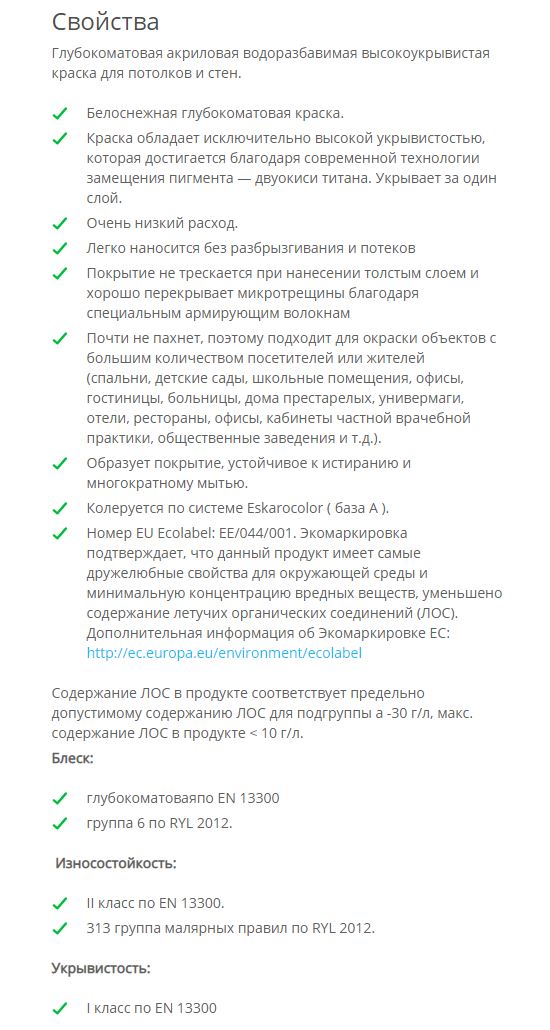 Свойства
Глубокоматовая акриловая водоразбавимая высокоукрывистая
краска для потолков и стен.
Белоснежная глубокоматовая краска.
Краска обладает исключительно высокой укрывистостью,
которая достигается благодаря современной технологии
замещения пигмента — двуокиси титана. Укрывает за один
слой.
Очень низкий расход.
Легко наносится без разбрызгивания и потеков
Покрытие не трескается при нанесении толстым слоем и
хорошо перекрывает микротрещины благодаря
специальным армирующим волокнам
Почти не пахнет, поэтому подходит для окраски объектов с
большим количеством посетителей или жителей
(спальни, детские сады, школьные помещения, офисы,
гостиницы, больницы, дома престарелых, универмаги,
отели, рестораны, офисы, кабинеты частной врачебной
практики, общественные заведения и т.д.).
Образует покрытие, устойчивое к истиранию и
многократному мытью.
Колеруется по системе Eskarocolor ( база А ).
Номер EU Ecolabel: EE/044/001. Экомаркировка
подтверждает, что данный продукт имеет самые
дружелюбные свойства для окружающей среды и
минимальную концентрацию вредных веществ, уменьшено
содержание летучих органических соединений (ЛОС).
Дополнительная информация об Экомаркировке ЕС:
http://ec.europa.eu/environment/ecolabel
Содержание ЛОС в продукте соответствует предельно
допустимому содержанию ЛОС для подгруппы а -30 г/л, макс.
содержание ЛОС в продукте < 10 г/л.
Блеск:
глубокоматоваяпо EN 13300
группа 6 по RYL 2012.
Износостойкость:
II класс по EN 13300.
313 группа малярных правил по RYL 2012.
Укрывистость:
I класс по EN 13300